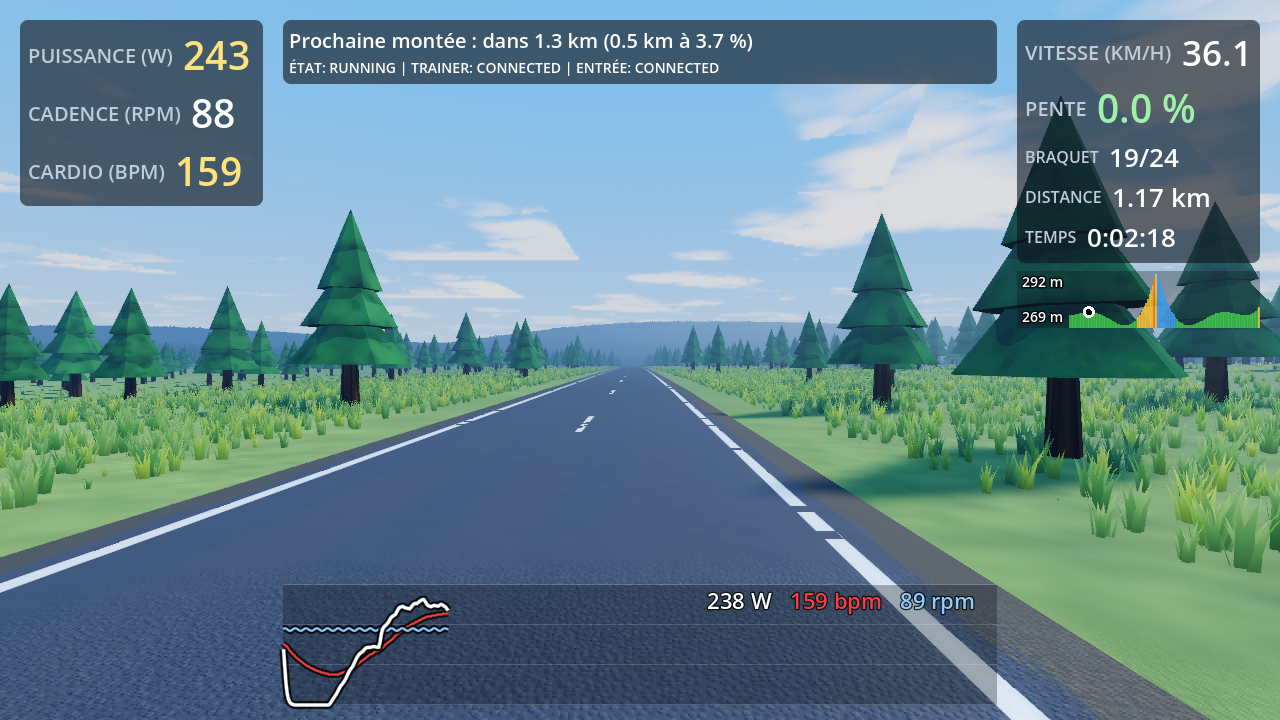 PUISSANCE (W) 243
CADENCE (RPM) 88
CARDIO (BPM) 159
Prochaine montée : dans 1.3 km (0.5 km à 3.7 %)
ÉTAT: RUNNING | TRAINER: CONNECTED | ENTRÉE: CONNECTED
VITESSE (KM/H) 36.1
PENTE 0.0 %
BRAQUET 19/24
DISTANCE 1.17 km
TEMPS 0:02:18
292 m
269 m
238 W 159 bpm 89 rpm